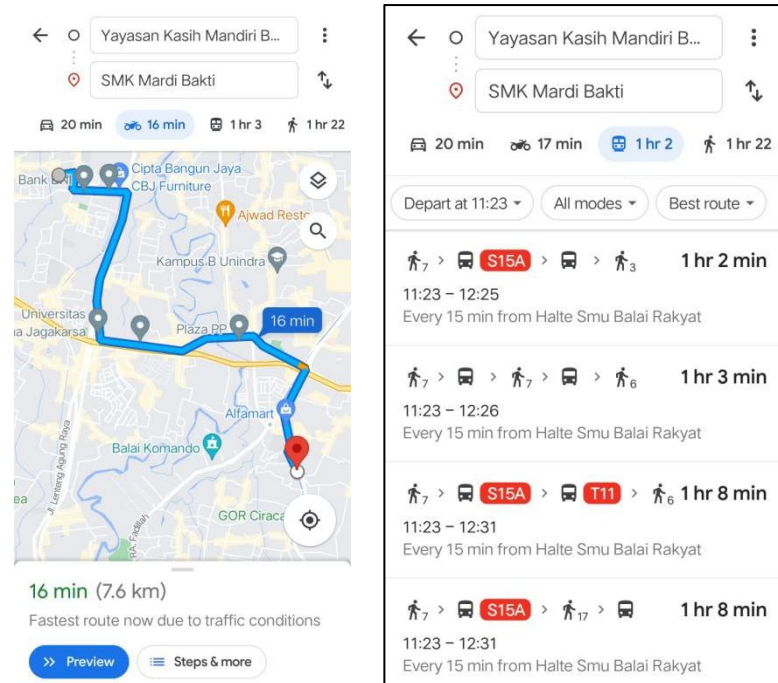 Yayasan Kasih Mandiri B...
SMK Mardi Bakti
20 min 16 min 1 hr 3 1 hr 22
Bank BNI
Cipta Bangun Jaya
CBJ Furniture
Ajwad Resto
Kampus B Unindra
Universitas
a Jagakarsa
Plaza PP
16 min
Alfamart
Balai Komando
Jl. Lenteng Agung Raya
RA. Fadillah
GOR Ciraca
16 min (7.6 km)
Fastest route now due to traffic conditions
Preview
Steps & more
Yayasan Kasih Mandiri B...
SMK Mardi Bakti
20 min 17 min 1 hr 2 1 hr 22
Depart at 11:23 All modes Best route
7 > S15A > > 3 1 hr 2 min
11:23 – 12:25
Every 15 min from Halte Smu Balai Rakyat
7 > > 7 > > 6 1 hr 3 min
11:23 – 12:26
Every 15 min from Halte Smu Balai Rakyat
7 > S15A > T11 > 6 1 hr 8 min
11:23 – 12:31
Every 15 min from Halte Smu Balai Rakyat
7 > S15A > 17 > 1 hr 8 min
11:23 – 12:31
Every 15 min from Halte Smu Balai Rakyat